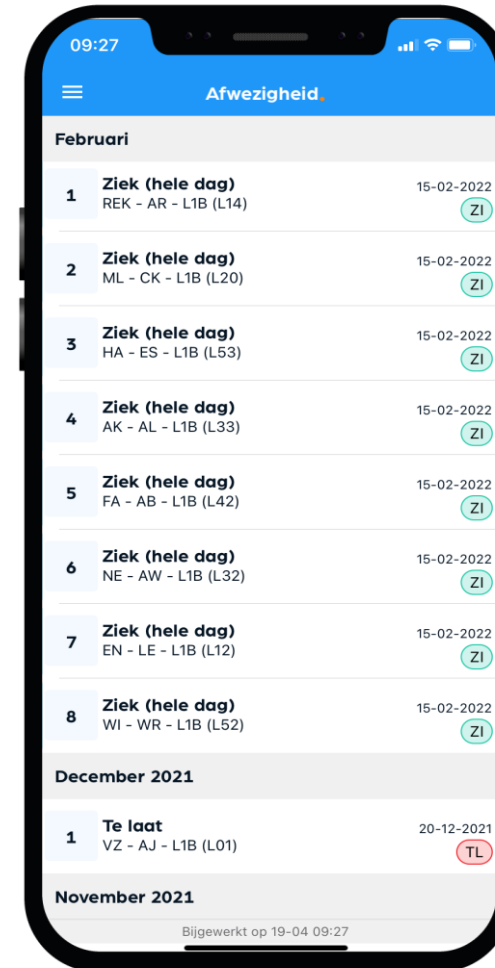 09:27
Afwezigheid.
Februari
1
Ziek (hele dag)
REK - AR - L1B (L14)
15-02-2022
ZI
2
Ziek (hele dag)
ML - CK - L1B (L20)
15-02-2022
ZI
3
Ziek (hele dag)
HA - ES - L1B (L53)
15-02-2022
ZI
4
Ziek (hele dag)
AK - AL - L1B (L33)
15-02-2022
ZI
5
Ziek (hele dag)
FA - AB - L1B (L42)
15-02-2022
ZI
6
Ziek (hele dag)
NE - AW - L1B (L32)
15-02-2022
ZI
7
Ziek (hele dag)
EN - LE - L1B (L12)
15-02-2022
ZI
8
Ziek (hele dag)
WI - WR - L1B (L52)
15-02-2022
ZI
December 2021
1
Te laat
VZ - AJ - L1B (L01)
20-12-2021
TL
November 2021
Bijgewerkt op 19-04 09:27